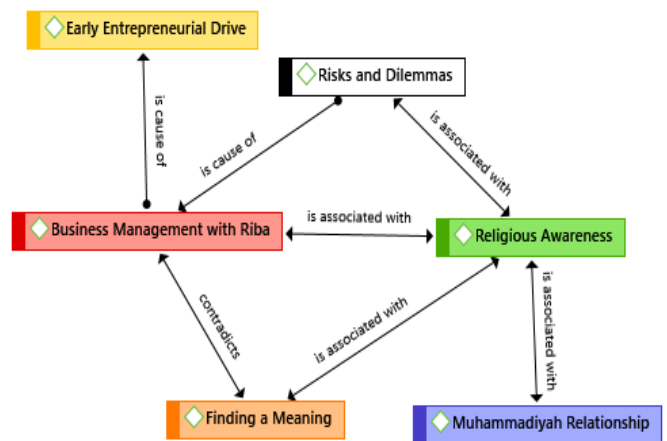 Early Entrepreneurial Drive
Risks and Dilemmas
is cause of
is cause of
is associated with
Business Management with Riba
is associated with
Religious Awareness
contradicts
is associated with
is associated with
Finding a Meaning
Muhammadiyah Relationship